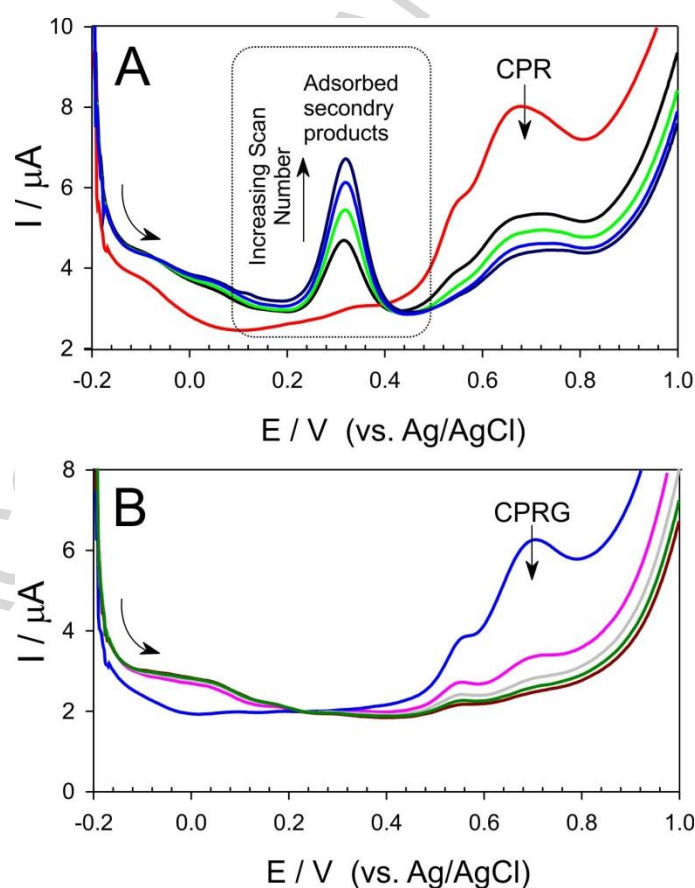 10
8
6
4
2
I / μA
A
Increasing Scan
Number
Adsorbed
secondry
products
CPR
-0.2
0.0
0.2
0.4
0.6
0.8
1.0
E / V (vs. Ag/AgCl)
8
6
4
2
0
I / μA
B
CPRG
-0.2
0.0
0.2
0.4
0.6
0.8
1.0
E / V (vs. Ag/AgCl)